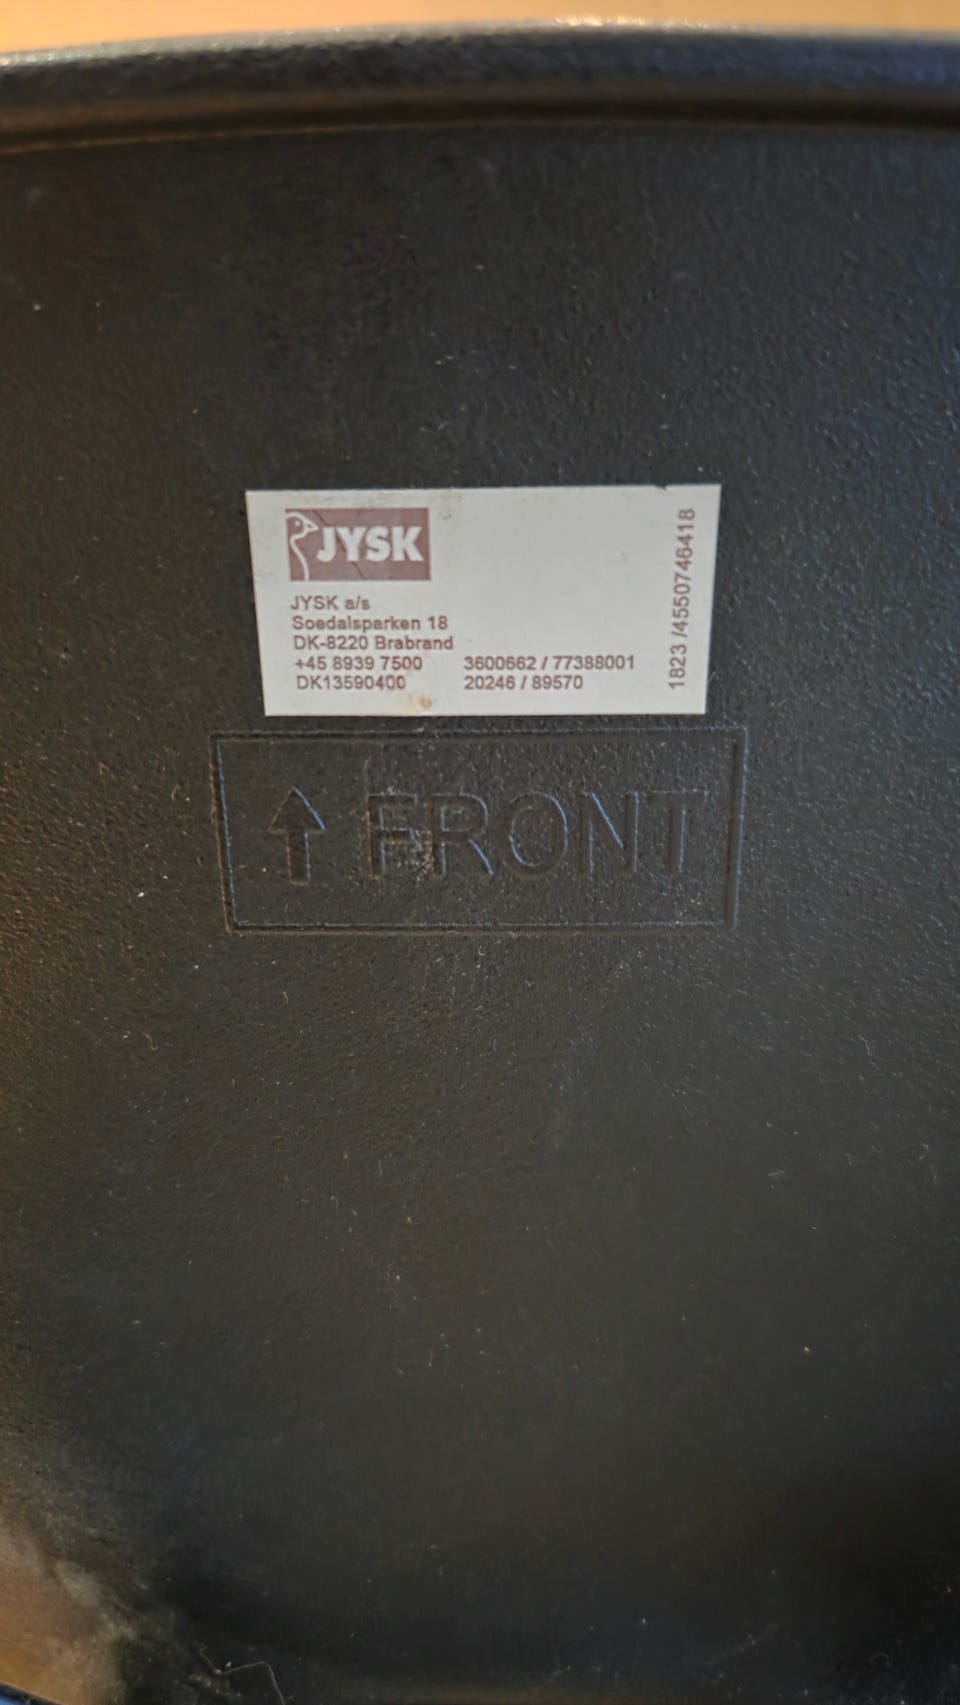 JYSK
JYSK a/s
Soedalsparken 18
DK-8220 Brabrand
+45 8939 7500 3600662 / 77388001
DK13590400 20246 / 89570
1823 /4550746418
↑ FRONT